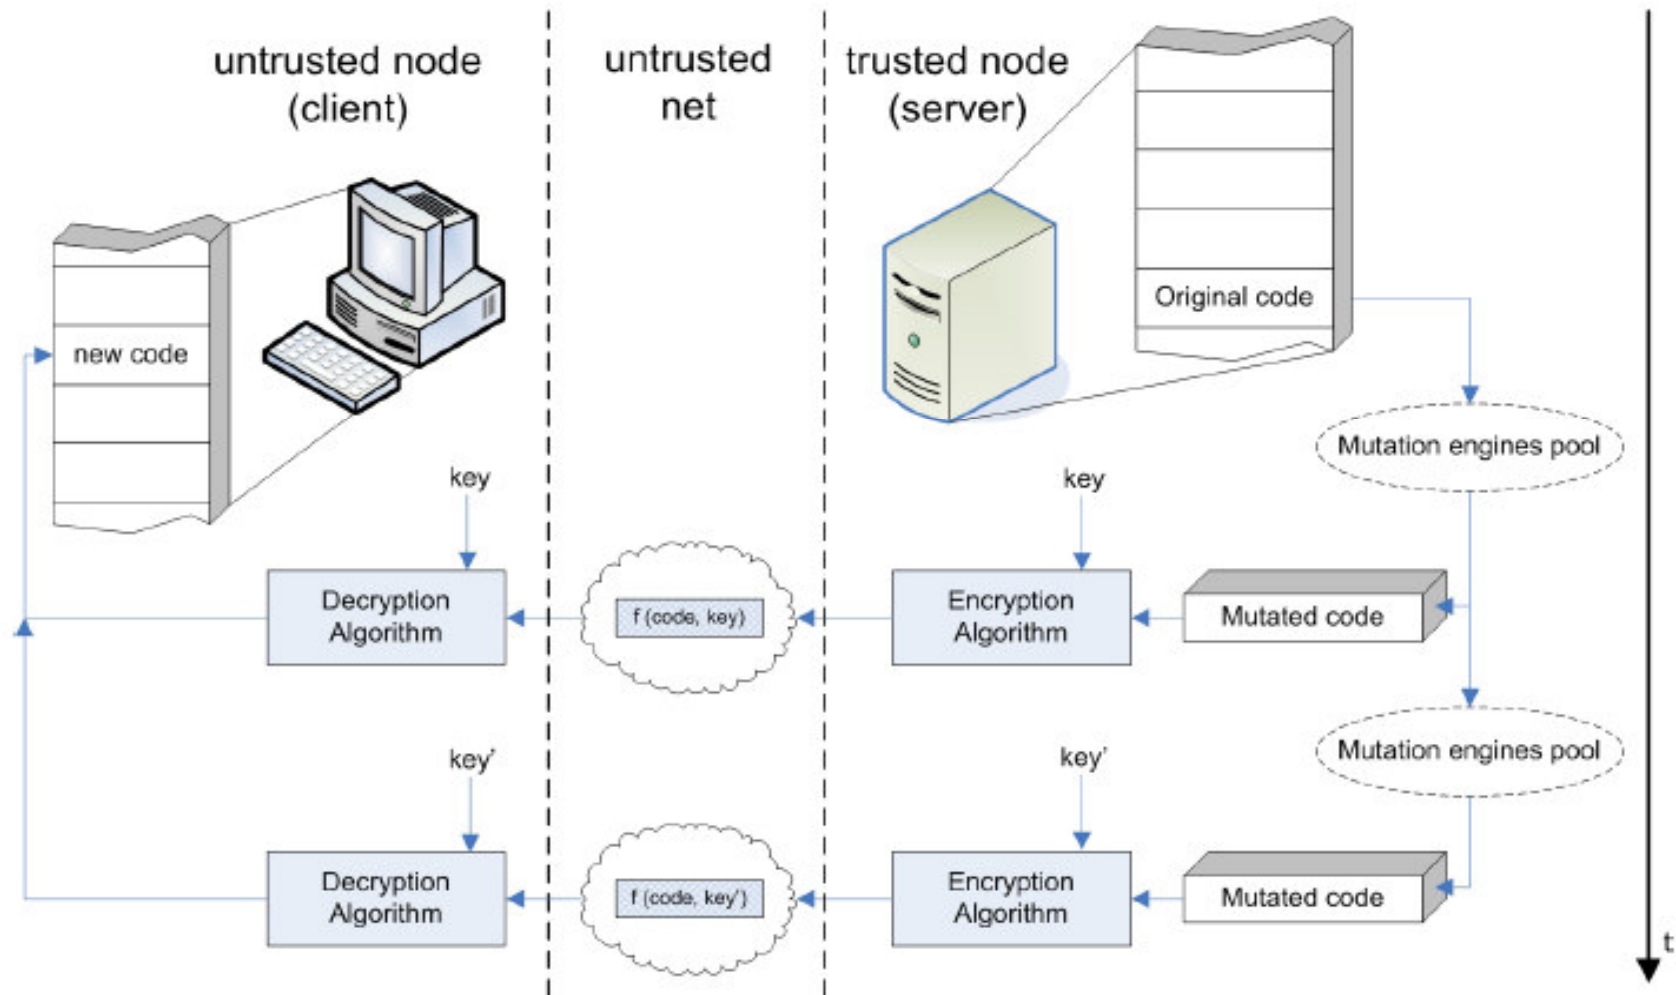 untrusted node
(client)
untrusted
net
trusted node
(server)
Original code
new code
Mutation engines pool
key
key
Decryption
Algorithm
f (code, key)
Encryption
Algorithm
Mutated code
Mutation engines pool
key'
key'
Decryption
Algorithm
f (code, key')
Encryption
Algorithm
Mutated code
t